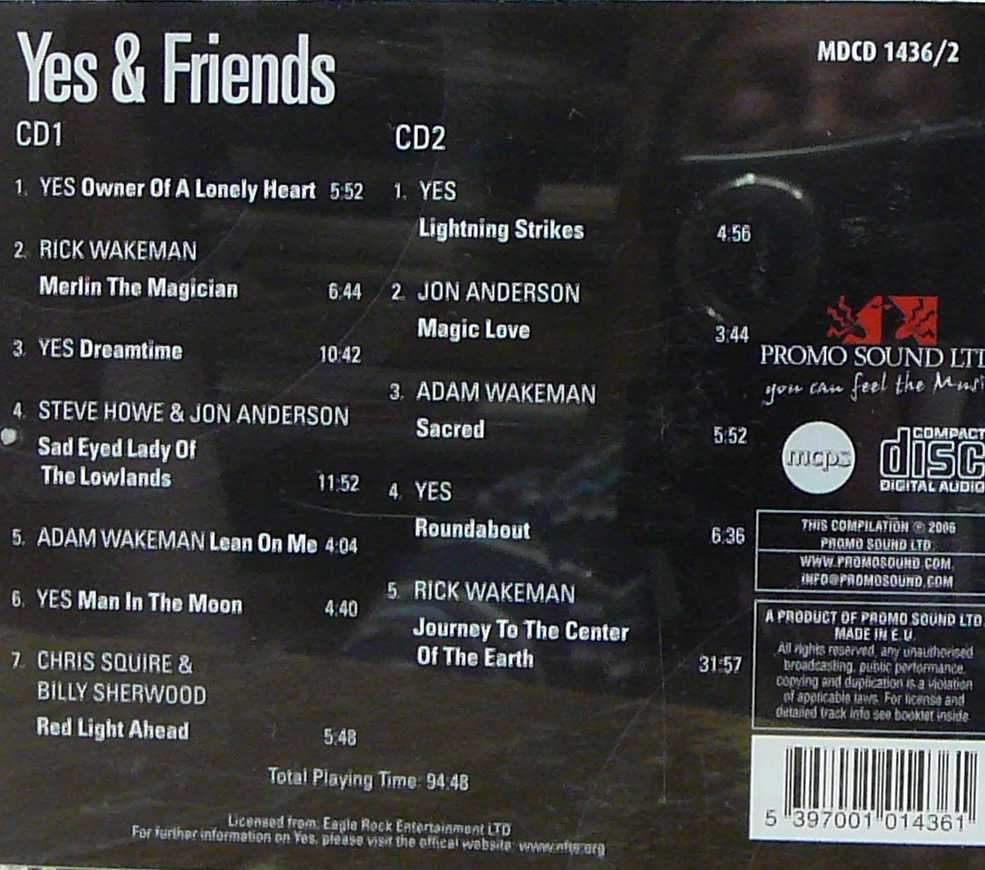 Yes & Friends
MDCD 1436/2
CD1
1. YES Owner Of A Lonely Heart 5:52
2. RICK WAKEMAN
Merlin The Magician 6:44
3. YES Dreamtime 10:42
4. STEVE HOWE & JON ANDERSON
Sad Eyed Lady Of
The Lowlands 11:52
5. ADAM WAKEMAN Lean On Me 4:04
6. YES Man In The Moon 4:40
7. CHRIS SQUIRE &
BILLY SHERWOOD
Red Light Ahead 5:48
CD2
1. YES
Lightning Strikes 4:56
2. JON ANDERSON
Magic Love 3:44
3. ADAM WAKEMAN
Sacred 5:52
4. YES
Roundabout 6:36
5. RICK WAKEMAN
Journey To The Center
Of The Earth 31:57
Total Playing Time: 94:48
Licensed from: Eagle Rock Entertainment LTD
For further information on Yes, please visit the offical website:
PROMO SOUND LT
you can feel the Musi
mcps
COMPACT
disc
DIGITAL AUDIO
THIS COMPILATION ℗ 2006
PROMO SOUND LTD
WWW.PROMOSOUND.COM
INFO@PROMOSOUND.COM
A PRODUCT OF PROMO SOUND LTD
MADE IN E.U.
All rights reserved, any unauthorised
broadcasting, public performance,
copying and duplication is a violation
of applicable laws. For license and
detailed track info see booklet inside.
5 397001 014361